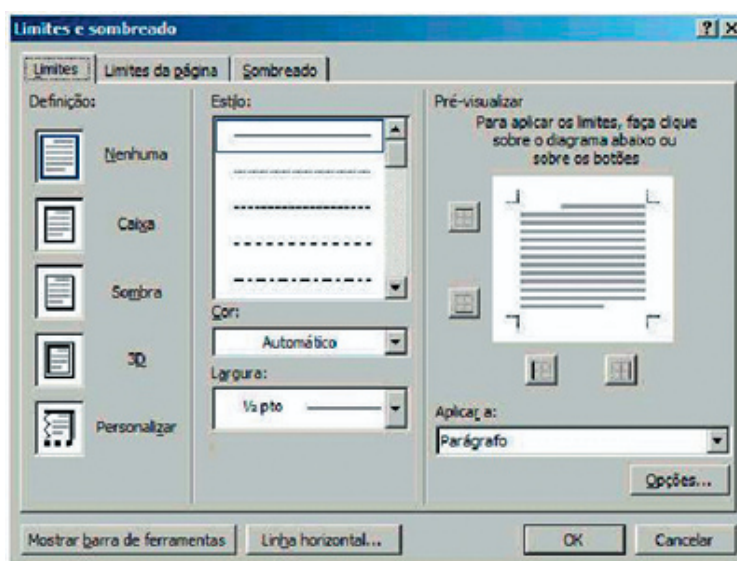 Limites e sombreado
Limites
Limites da página
Sombreado
Definição:
Nenhuma
Caixa
Sombra
3D
Personalizar
Estilo:
Cor:
Automático
Largura:
½ pto
Pré-visualizar
Para aplicar os limites, faça clique
sobre o diagrama abaixo ou
sobre os botões
Aplicar a:
Parágrafo
Opções...
Mostrar barra de ferramentas
Linha horizontal...
OK
Cancelar